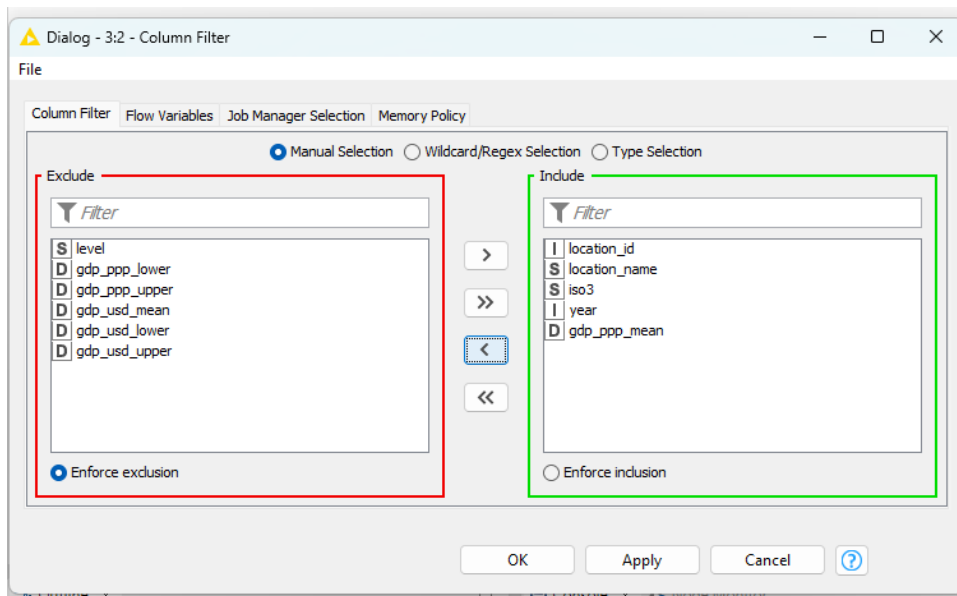 Dialog - 3:2 - Column Filter
File
Column Filter Flow Variables Job Manager Selection Memory Policy
Manual Selection Wildcard/Regex Selection Type Selection
Exclude
Filter
S level
D gdp_ppp_lower
D gdp_ppp_upper
D gdp_usd_mean
D gdp_usd_lower
D gdp_usd_upper
Enforce exclusion
>
>>
<
<<
Include
Filter
I location_id
S location_name
S iso3
I year
D gdp_ppp_mean
Enforce inclusion
OK Apply Cancel ?